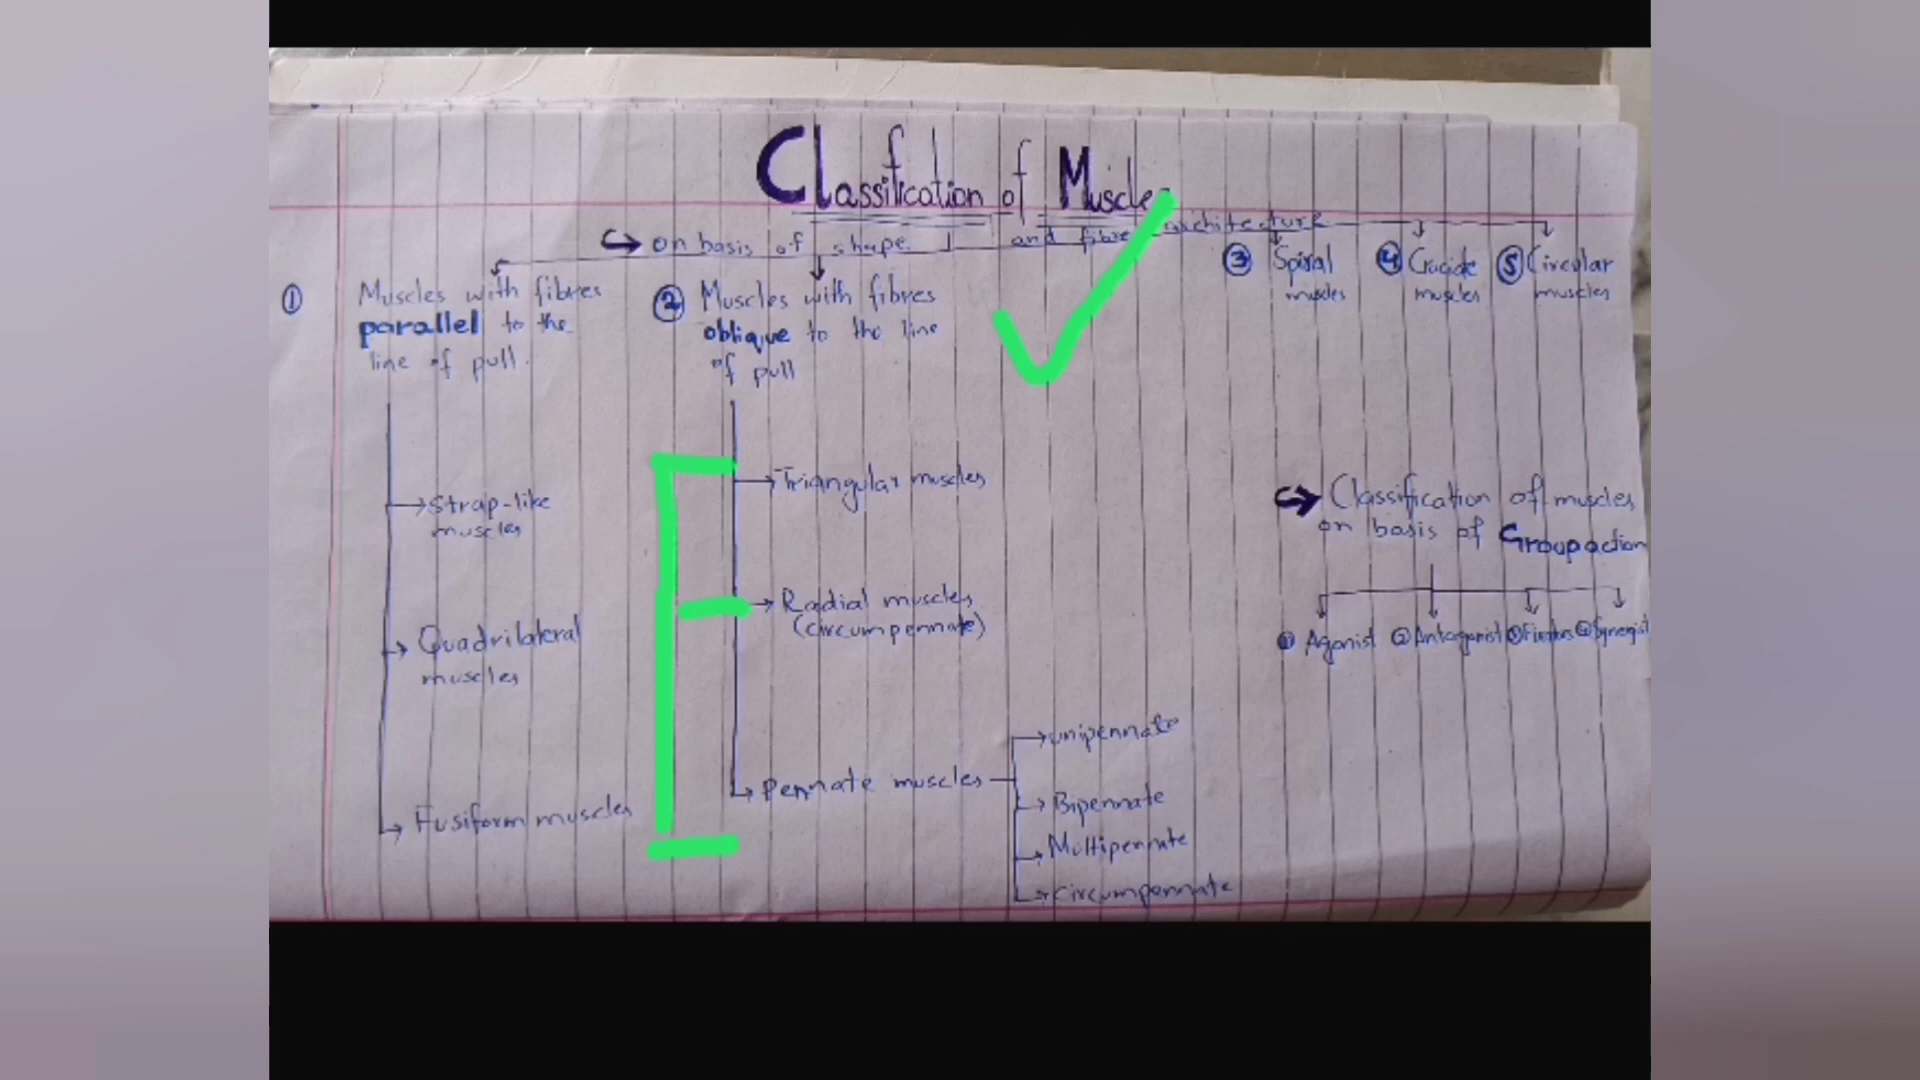 Classification of Muscles
↪ on basis of shape and fibre architecture
① Muscles with fibres
parallel to the
line of pull.
→ Strap-like
muscles
→ Quadrilateral
muscles
→ Fusiform muscles
② Muscles with fibres
oblique to the line
of pull
→ Triangular muscles
→ Radial muscles
(circumpennate)
→ Pennate muscles
→ unipennate
→ Bipennate
→ Multipennate
→ Circumpennate
③ Spiral
muscles
④ Cruciate
muscles
⑤ Circular
muscles
↪ Classification of muscles
on basis of Group action
① Agonist ② Antagonist ③ Fixators ④ Synergist